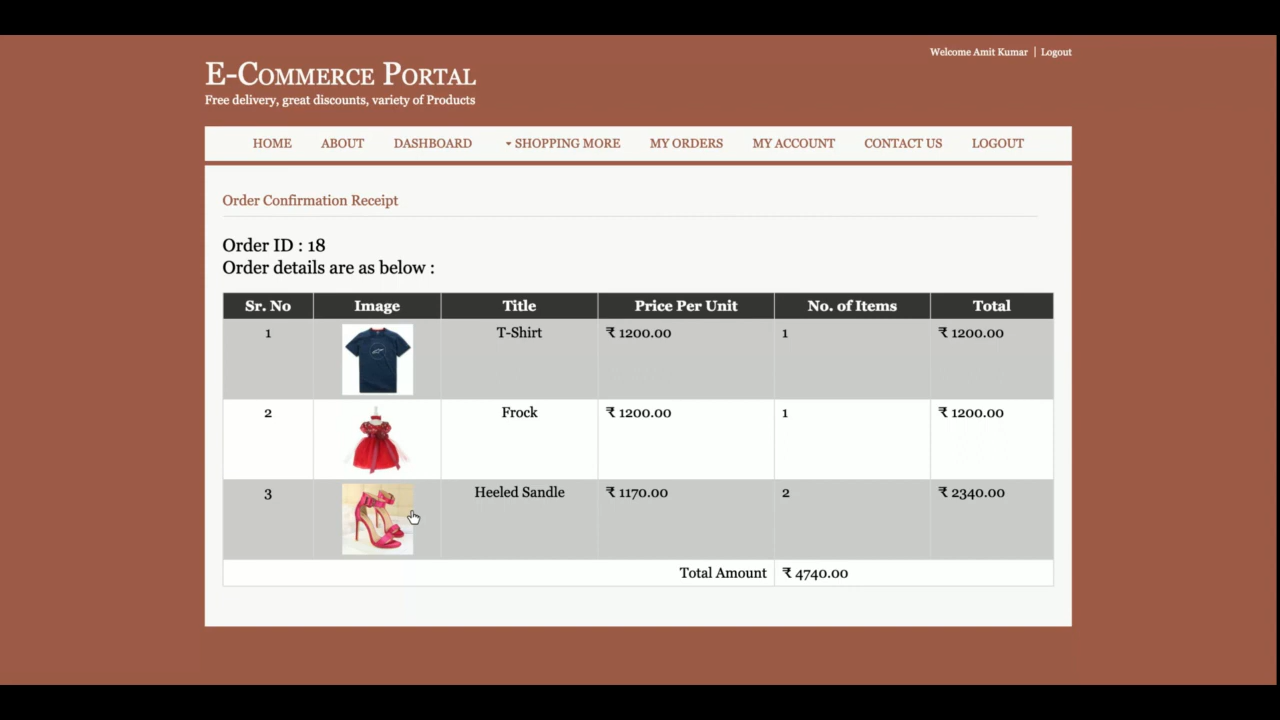 Welcome Amit Kumar | Logout
E-Commerce Portal
Free delivery, great discounts, variety of Products
HOME ABOUT DASHBOARD SHOPPING MORE MY ORDERS MY ACCOUNT CONTACT US LOGOUT
Order Confirmation Receipt
Order ID : 18
Order details are as below :
Sr. No Image Title Price Per Unit No. of Items Total
1 T-Shirt ₹ 1200.00 1 ₹ 1200.00
2 Frock ₹ 1200.00 1 ₹ 1200.00
3 Heeled Sandle ₹ 1170.00 2 ₹ 2340.00
Total Amount ₹ 4740.00